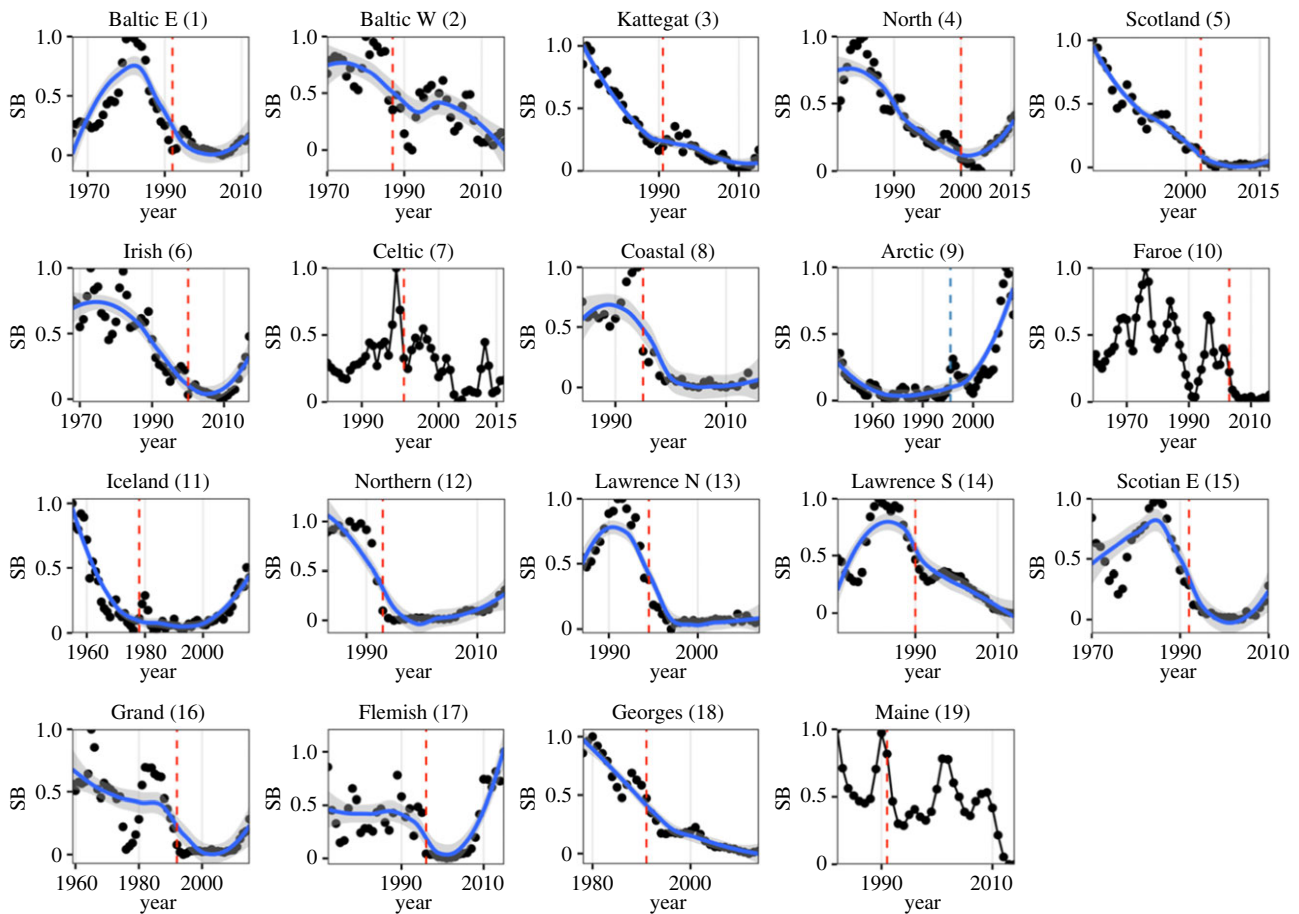 Baltic E (1) Baltic W (2) Kattegat (3) North (4) Scotland (5)
1.0 1.0 1.0 1.0 1.0
SB SB SB SB SB
0.5 0.5 0.5 0.5 0.5
0 0 0 0 0
1970 1990 2010 1970 1990 2010 1990 2010 1990 2000 2015 2000 2015
year year year year year
Irish (6) Celtic (7) Coastal (8) Arctic (9) Faroe (10)
1.0 1.0 1.0 1.0 1.0
SB SB SB SB SB
0.5 0.5 0.5 0.5 0.5
0 0 0 0 0
1970 1990 2010 1990 2000 2015 1990 2010 1960 1990 2000 1970 1990 2010
year year year year year
Iceland (11) Northern (12) Lawrence N (13) Lawrence S (14) Scotian E (15)
1.0 1.0 1.0 1.0 1.0
SB SB SB SB SB
0.5 0.5 0.5 0.5 0.5
0 0 0 0 0
1960 1980 2000 1990 2010 1990 2000 1990 2010 1970 1990 2010
year year year year year
Grand (16) Flemish (17) Georges (18) Maine (19)
1.0 1.0 1.0 1.0
SB SB SB SB
0.5 0.5 0.5 0.5
0 0 0 0
1960 1980 2000 1990 2010 1980 2000 1990 2010
year year year year